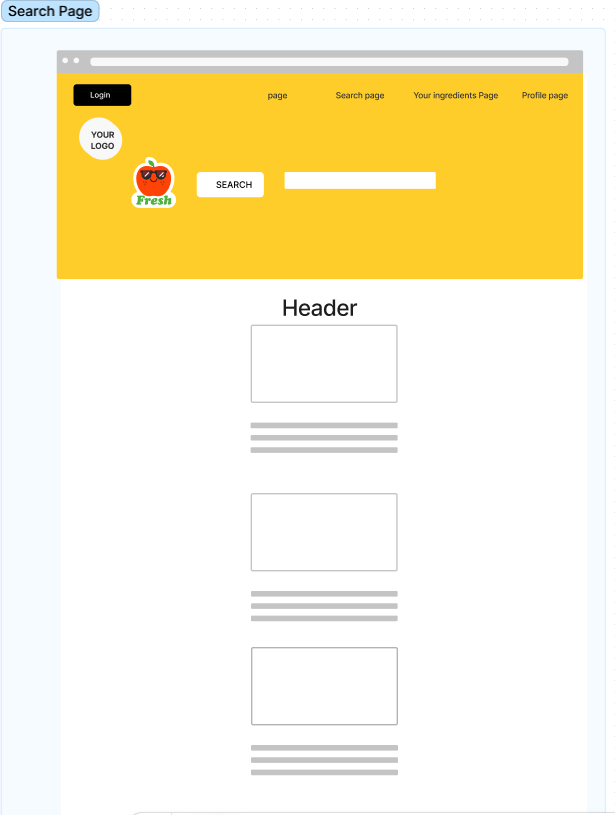 Search Page
Login
page
Search page
Your ingredients Page
Profile page
YOUR
LOGO
Fresh
SEARCH
Header